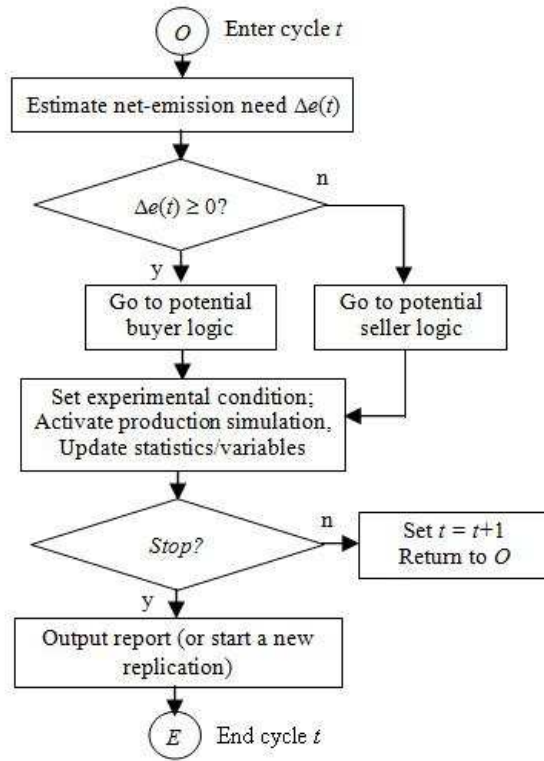 O Enter cycle t
Estimate net-emission need Δe(t)
Δe(t) ≥ 0?
n
y
Go to potential
buyer logic
Go to potential
seller logic
Set experimental condition;
Activate production simulation,
Update statistics/variables
Stop?
n
Set t = t+1
Return to O
y
Output report (or start a new
replication)
E End cycle t